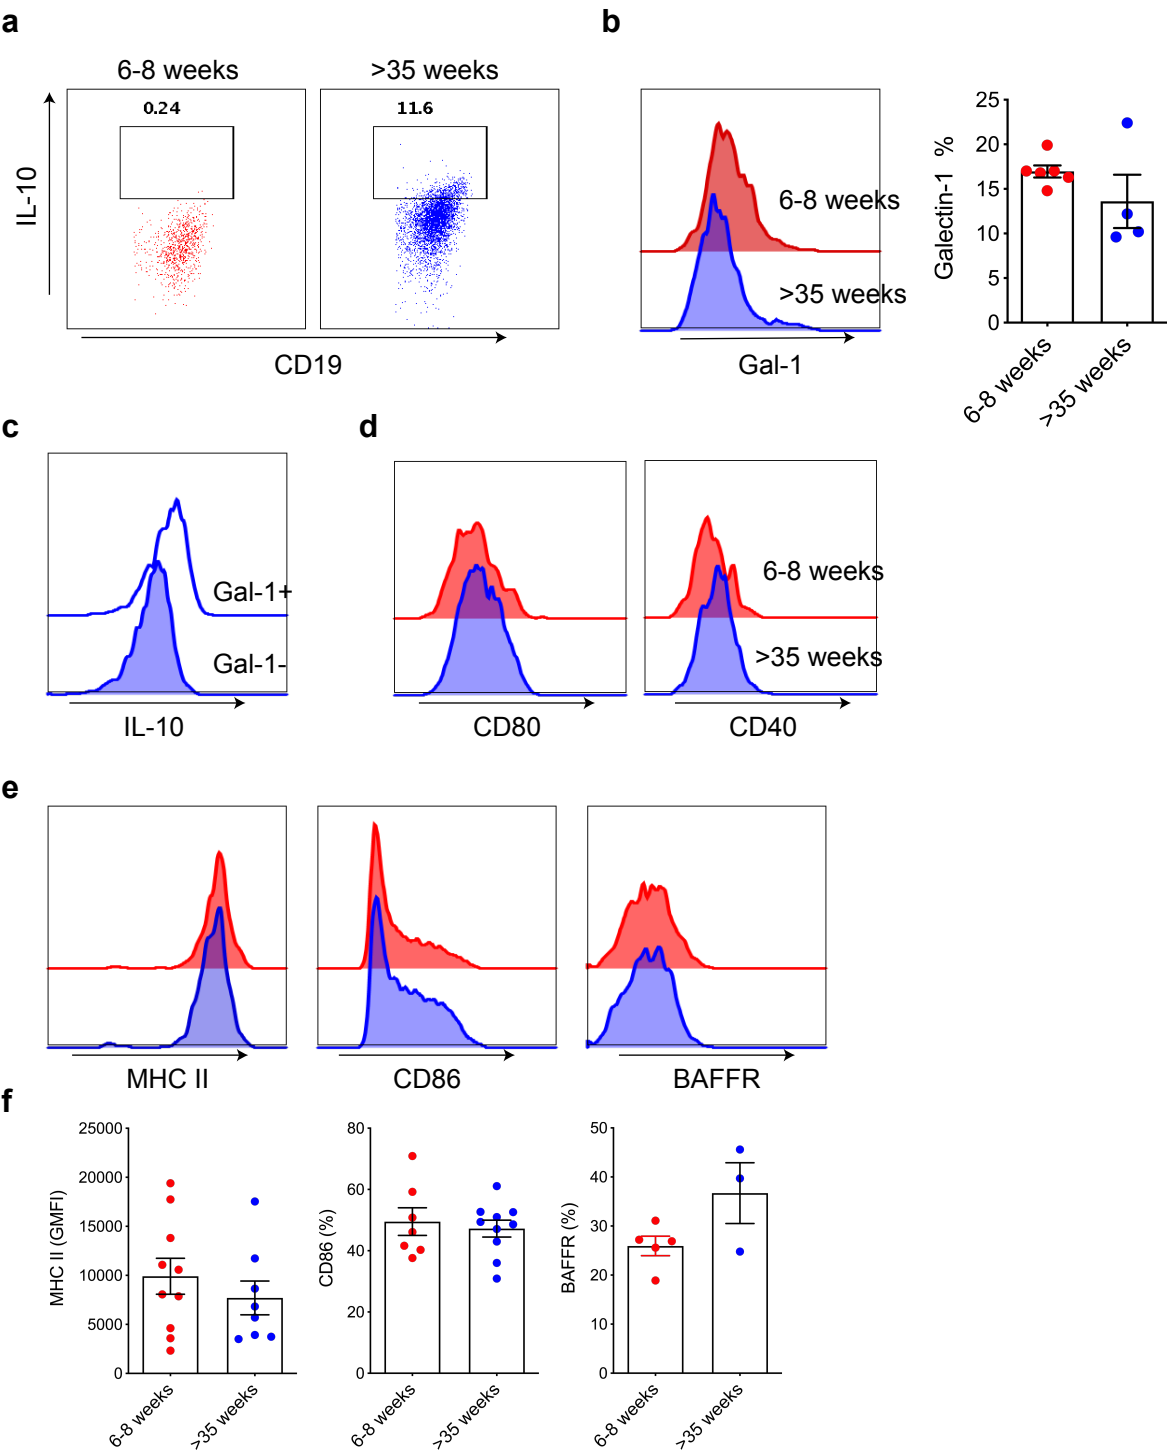 a
6-8 weeks
>35 weeks
0.24
11.6
IL-10
CD19
b
6-8 weeks
>35 weeks
Gal-1
Galectin-1 %
25
20
15
10
5
0
6-8 weeks
>35 weeks
c
Gal-1+
Gal-1-
IL-10
d
6-8 weeks
>35 weeks
CD80
CD40
e
MHC II
CD86
BAFFR
f
MHC II (GMFI)
25000
20000
15000
10000
5000
0
6-8 weeks
>35 weeks
CD86 (%)
80
60
40
20
0
6-8 weeks
>35 weeks
BAFFR (%)
50
40
30
20
10
0
6-8 weeks
>35 weeks